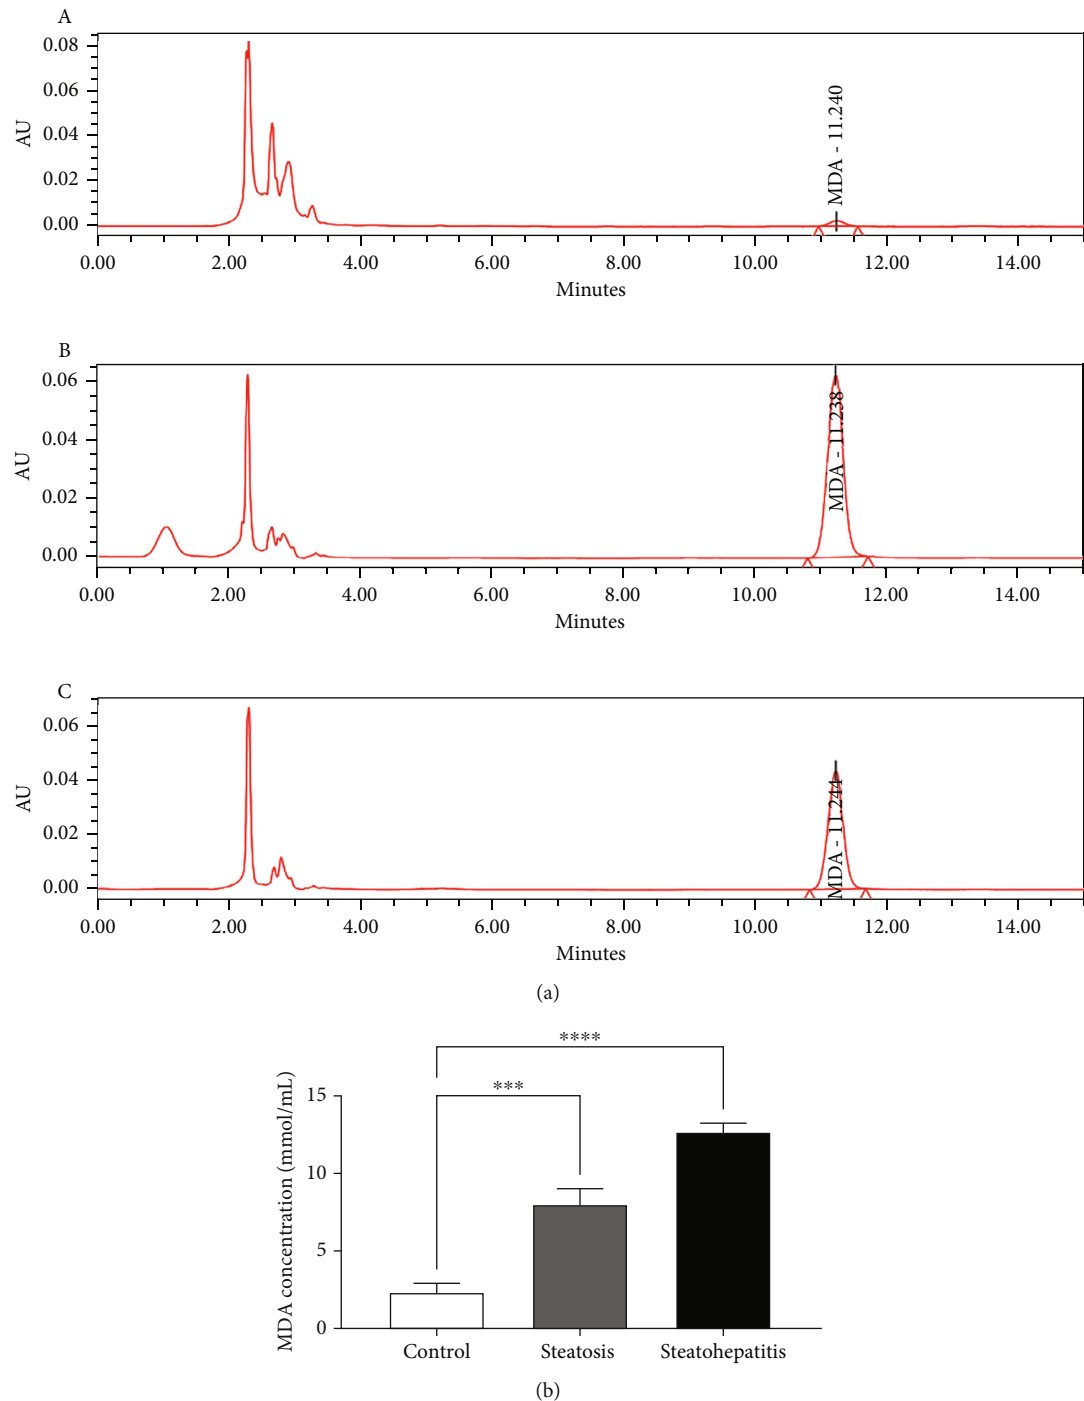 A
0.08
0.06
0.04
0.02
0.00
AU
MDA - 11.240
0.00 2.00 4.00 6.00 8.00 10.00 12.00 14.00
Minutes
B
0.06
0.04
0.02
0.00
AU
MDA - 11.238
0.00 2.00 4.00 6.00 8.00 10.00 12.00 14.00
Minutes
C
0.06
0.04
0.02
0.00
AU
MDA - 11.244
0.00 2.00 4.00 6.00 8.00 10.00 12.00 14.00
Minutes
(a)
****
***
15
10
5
0
MDA concentration (mmol/mL)
Control Steatosis Steatohepatitis
(b)